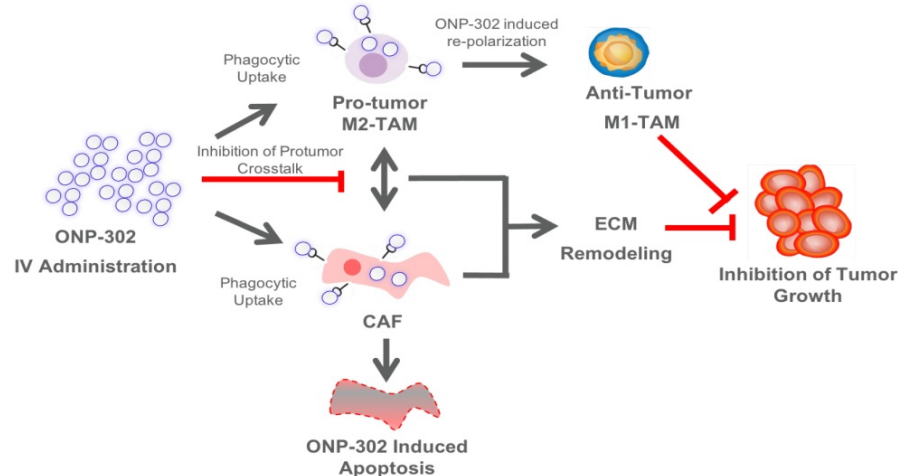 ONP-302 induced
re-polarization
Phagocytic
Uptake
Pro-tumor
M2-TAM
Anti-Tumor
M1-TAM
Inhibition of Protumor
Crosstalk
ONP-302
IV Administration
ECM
Remodeling
Phagocytic
Uptake
CAF
Inhibition of Tumor
Growth
ONP-302 Induced
Apoptosis